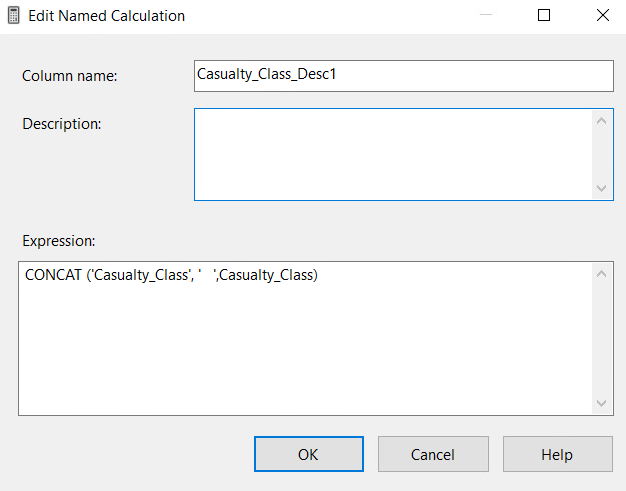 Edit Named Calculation
Column name:
Casualty_Class_Desc1
Description:
Expression:
CONCAT ('Casualty_Class', '   ',Casualty_Class)
OK
Cancel
Help